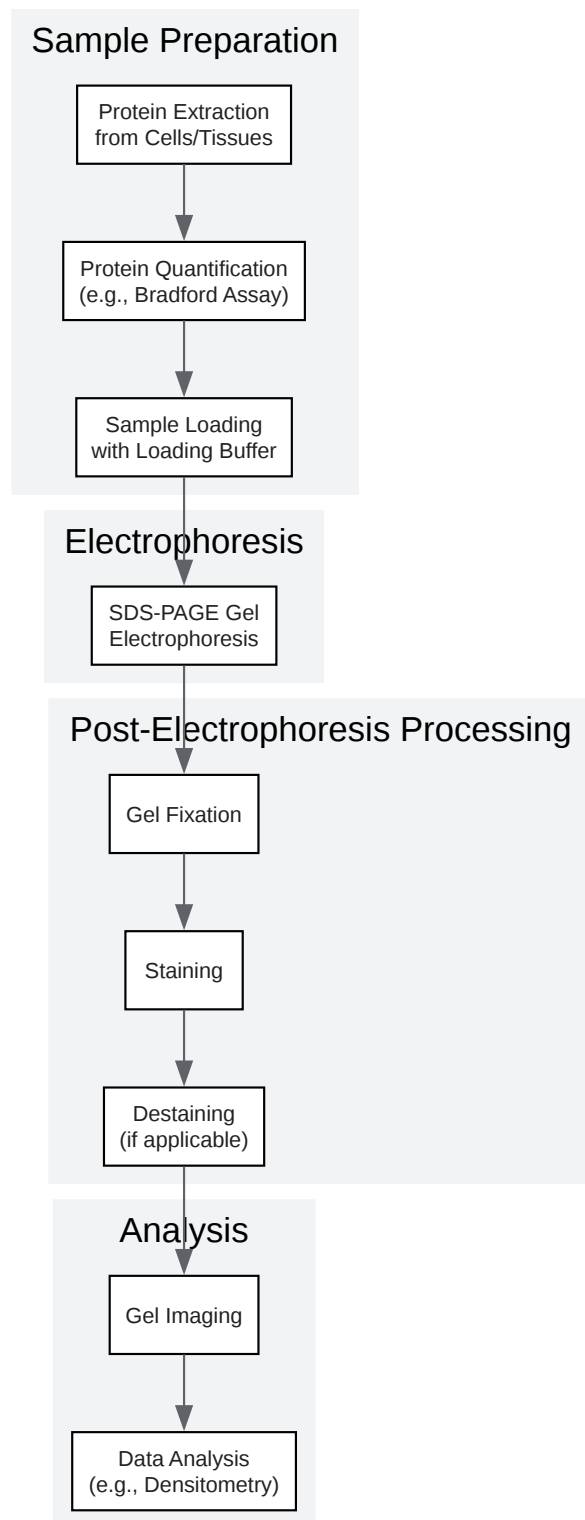 Sample Preparation
Protein Extraction
from Cells/Tissues
Protein Quantification
(e.g., Bradford Assay)
Sample Loading
with Loading Buffer
Electrophoresis
SDS-PAGE Gel
Electrophoresis
Post-Electrophoresis Processing
Gel Fixation
Staining
Destaining
(if applicable)
Analysis
Gel Imaging
Data Analysis
(e.g., Densitometry)